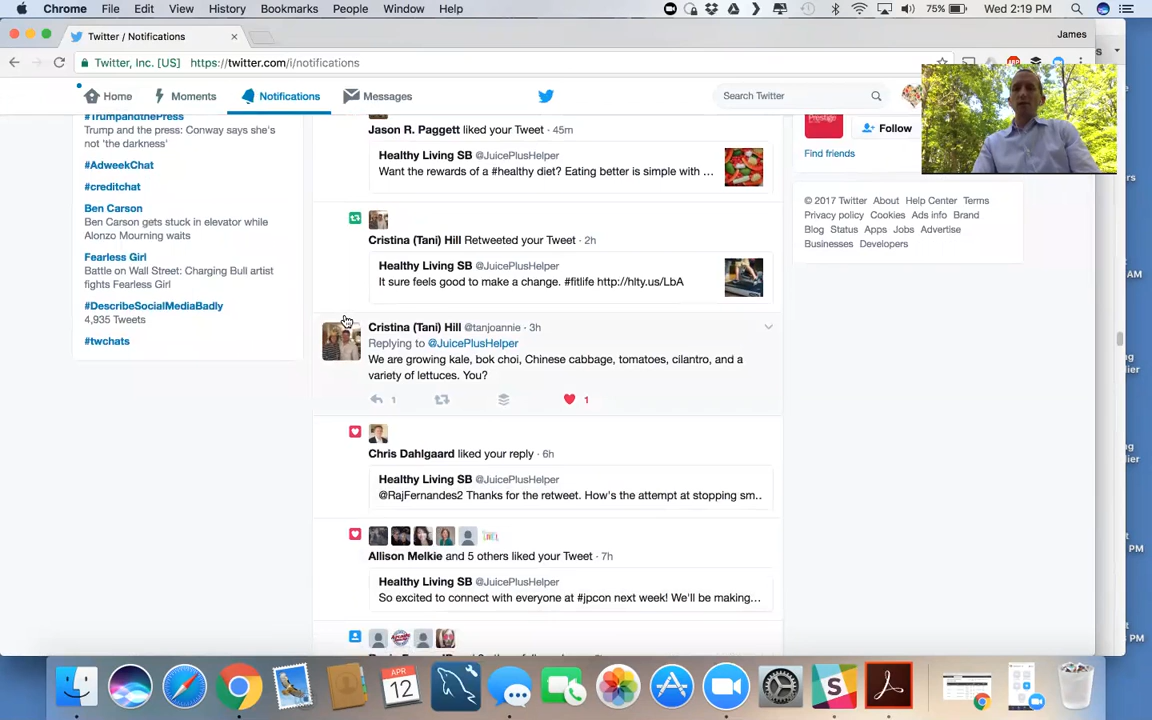 Chrome File Edit View History Bookmarks People Window Help 75% Wed 2:19 PM
Twitter / Notifications James
Twitter, Inc. [US] https://twitter.com/i/notifications
Home Moments Notifications Messages Search Twitter
#TrumpandthePress
Trump and the press: Conway says she's
not 'the darkness'
#AdweekChat
#creditchat
Ben Carson
Ben Carson gets stuck in elevator while
Alonzo Mourning waits
Fearless Girl
Battle on Wall Street: Charging Bull artist
fights Fearless Girl
#DescribeSocialMediaBadly
4,935 Tweets
#twchats
Jason R. Paggett liked your Tweet · 45m
Healthy Living SB @JuicePlusHelper
Want the rewards of a #healthy diet? Eating better is simple with ...
Cristina (Tani) Hill Retweeted your Tweet · 2h
Healthy Living SB @JuicePlusHelper
It sure feels good to make a change. #fitlife http://hlty.us/LbA
Cristina (Tani) Hill @tanjoannie · 3h
Replying to @JuicePlusHelper
We are growing kale, bok choi, Chinese cabbage, tomatoes, cilantro, and a
variety of lettuces. You?
1 1
Chris Dahlgaard liked your reply · 6h
Healthy Living SB @JuicePlusHelper
@RajFernandes2 Thanks for the retweet. How's the attempt at stopping sm..
Allison Melkie and 5 others liked your Tweet · 7h
Healthy Living SB @JuicePlusHelper
So excited to connect with everyone at #jpcon next week! We'll be making...
Prestige
Follow
Find friends
© 2017 Twitter About Help Center Terms
Privacy policy Cookies Ads info Brand
Blog Status Apps Jobs Advertise
Businesses Developers
AM
PM
PM
APR
12